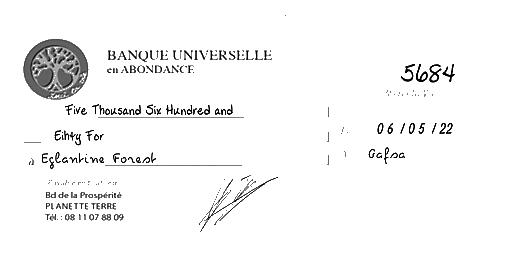 BANQUE UNIVERSELLE
en ABONDANCE
5684
Five Thousand Six Hundred and
06/05/22
Eihty For
Gafsa
à Eglantine Forest
Bd de la Prospérité
PLANETTE TERRE
Tél. : 08 11 07 88 09